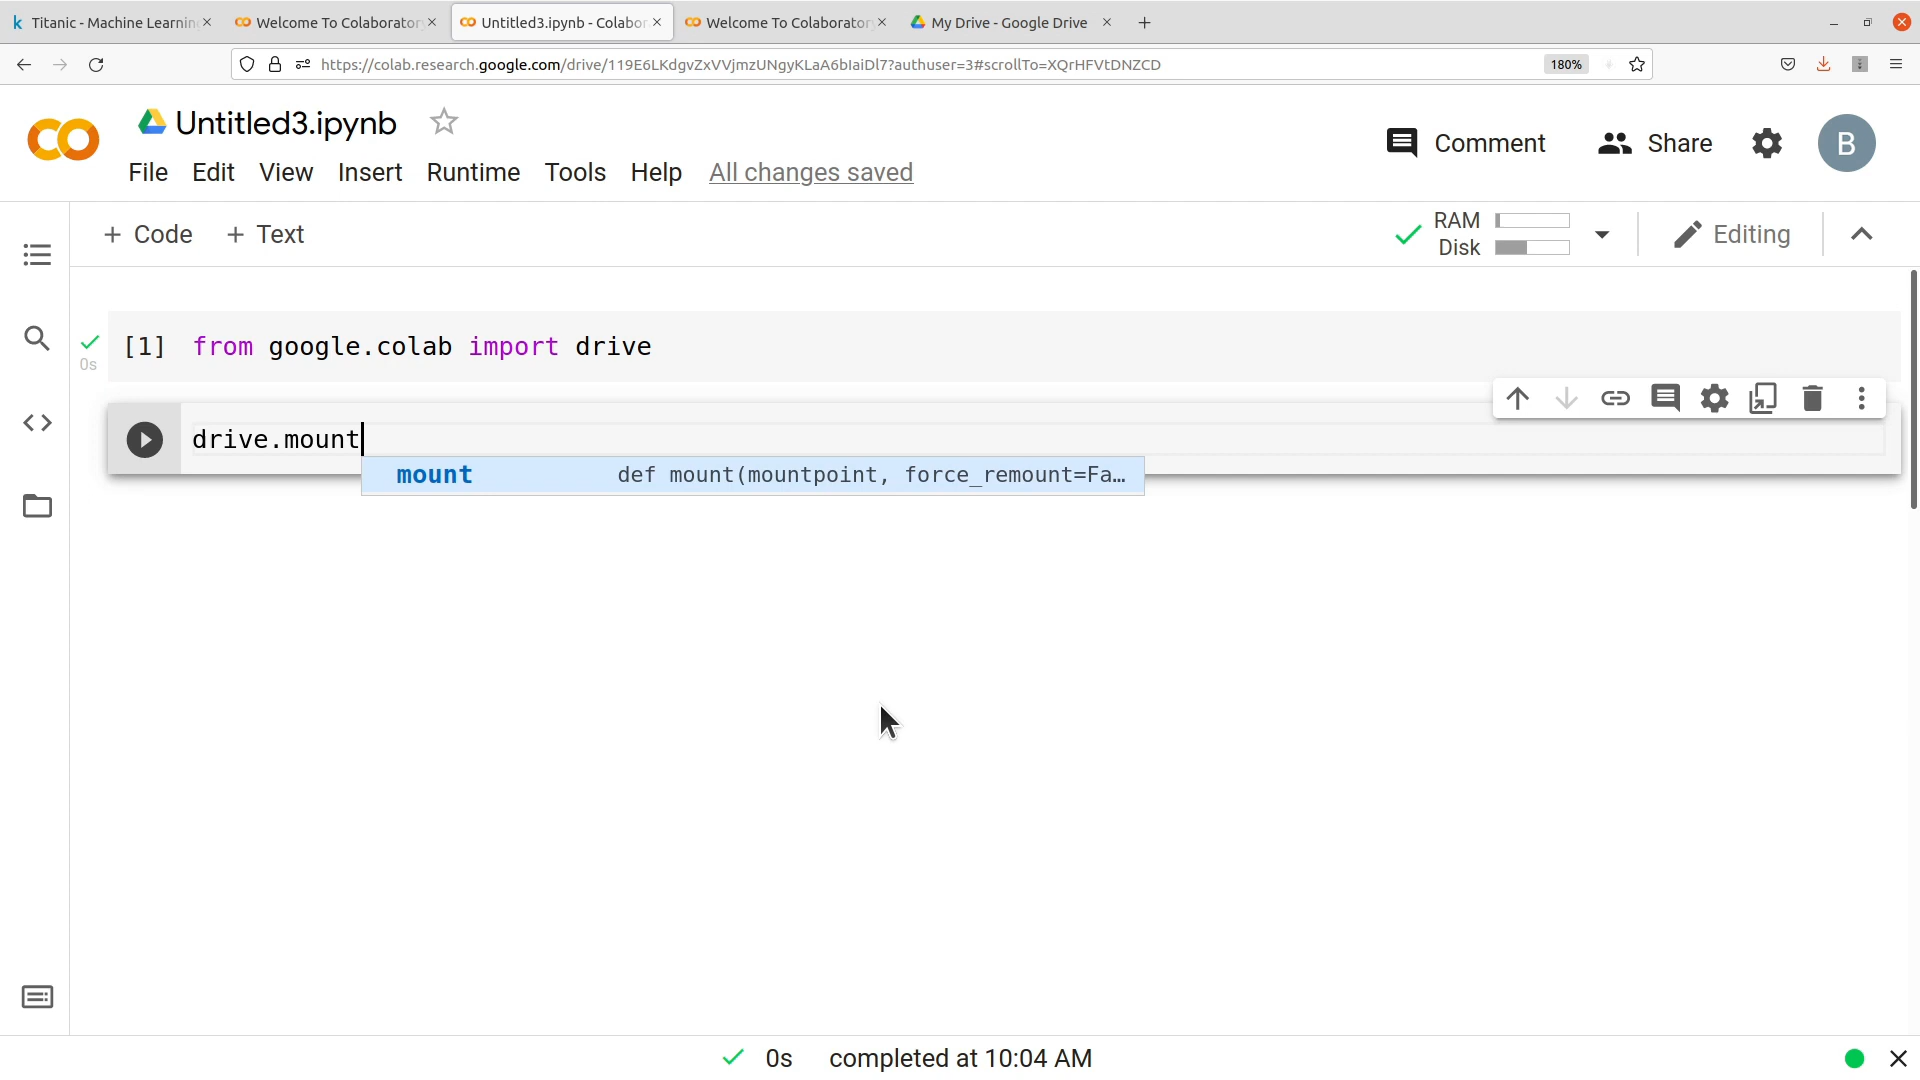 Titanic - Machine Learning
Welcome To Colaboratory
Untitled3.ipynb - Colabor
Welcome To Colaboratory
My Drive - Google Drive
https://colab.research.google.com/drive/119E6LKdgvZxVVjmzUNgyKLaA6blaiDl7?authuser=3#scrollTo=XQrHFVtDNZCD
180%
Untitled3.ipynb
Comment
Share
B
File Edit View Insert Runtime Tools Help All changes saved
+ Code + Text
RAM
Disk
Editing
[1] from google.colab import drive
0s
drive.mount
mount def mount(mountpoint, force_remount=Fa…
0s completed at 10:04 AM